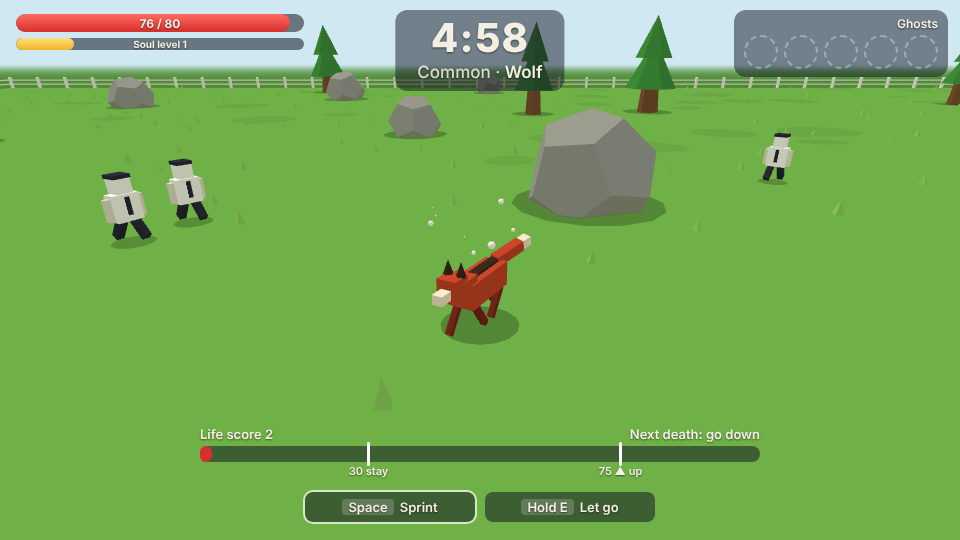 76 / 80
Soul level 1
4:58
Common · Wolf
Ghosts
Life score 2
Next death: go down
30 stay
75 ▲ up
Space Sprint
Hold E Let go